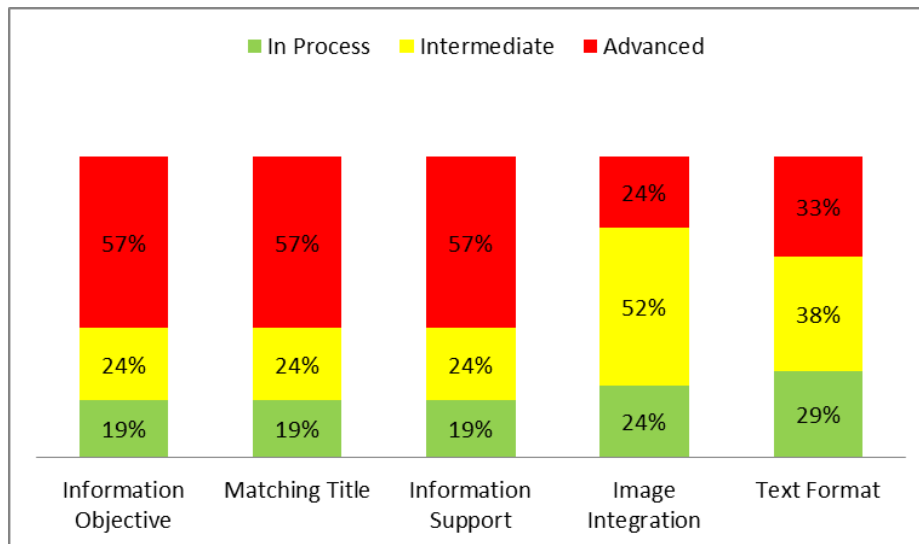 In Process Intermediate Advanced
57% 57% 57% 24% 33%
24% 24% 24% 52% 38%
19% 19% 19% 24% 29%
Information Matching Title Information Image Text Format
Objective Support Integration